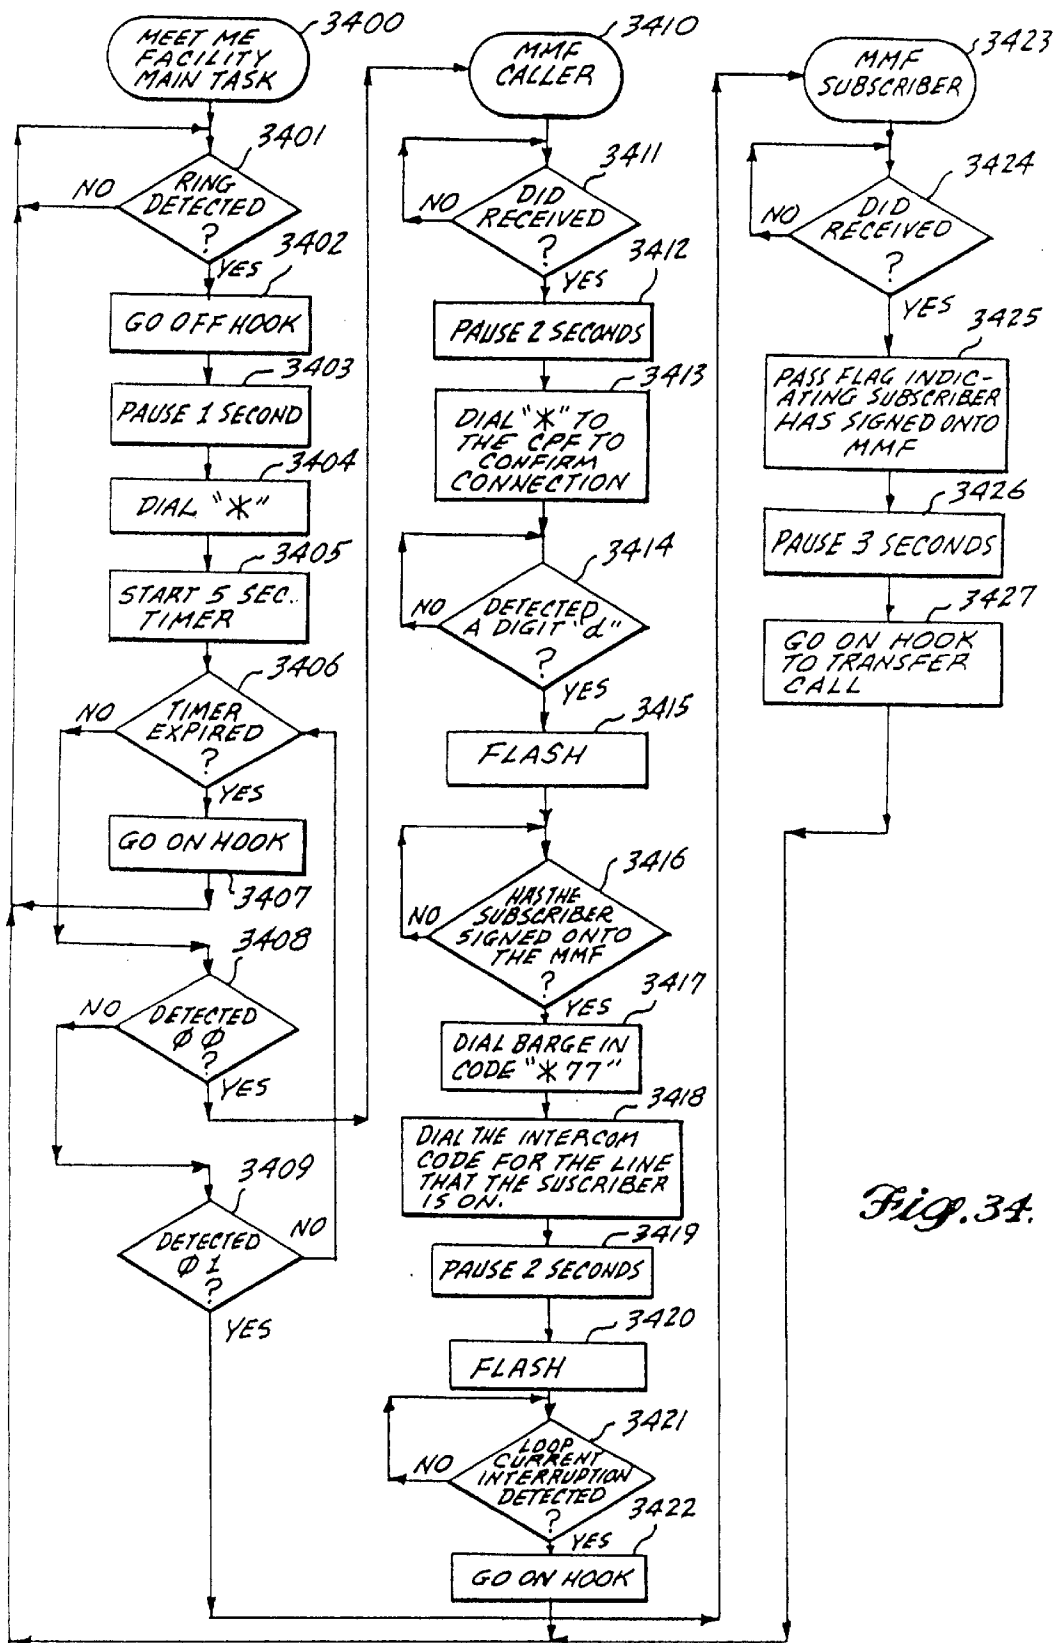 MEET ME
FACILITY
MAIN TASK
3400
3401
RING
DETECTED
?
NO
YES
3402
GO OFF HOOK
3403
PAUSE 1 SECOND
3404
DIAL "*"
3405
START 5 SEC.
TIMER
3406
TIMER
EXPIRED
?
NO
YES
GO ON HOOK
3407
3408
DETECTED
ØØ
?
NO
YES
3409
DETECTED
Ø1
?
NO
YES
MMF
CALLER
3410
3411
DID
RECEIVED
?
NO
YES
3412
PAUSE 2 SECONDS
3413
DIAL "*" TO
THE CPF TO
CONFIRM
CONNECTION
3414
DETECTED
A DIGIT "d"
?
NO
YES
3415
FLASH
3416
HAS THE
SUBSCRIBER
SIGNED ONTO
THE MMF
?
NO
YES
3417
DIAL BARGE IN
CODE "*77"
3418
DIAL THE INTERCOM
CODE FOR THE LINE
THAT THE SUSCRIBER
IS ON.
3419
PAUSE 2 SECONDS
3420
FLASH
3421
LOOP
CURRENT
INTERRUPTION
DETECTED
?
NO
YES
3422
GO ON HOOK
MMF
SUBSCRIBER
3423
3424
DID
RECEIVED
?
NO
YES
3425
PASS FLAG INDIC-
ATING SUBSCRIBER
HAS SIGNED ONTO
MMF
3426
PAUSE 3 SECONDS
3427
GO ON HOOK
TO TRANSFER
CALL
Fig. 34.